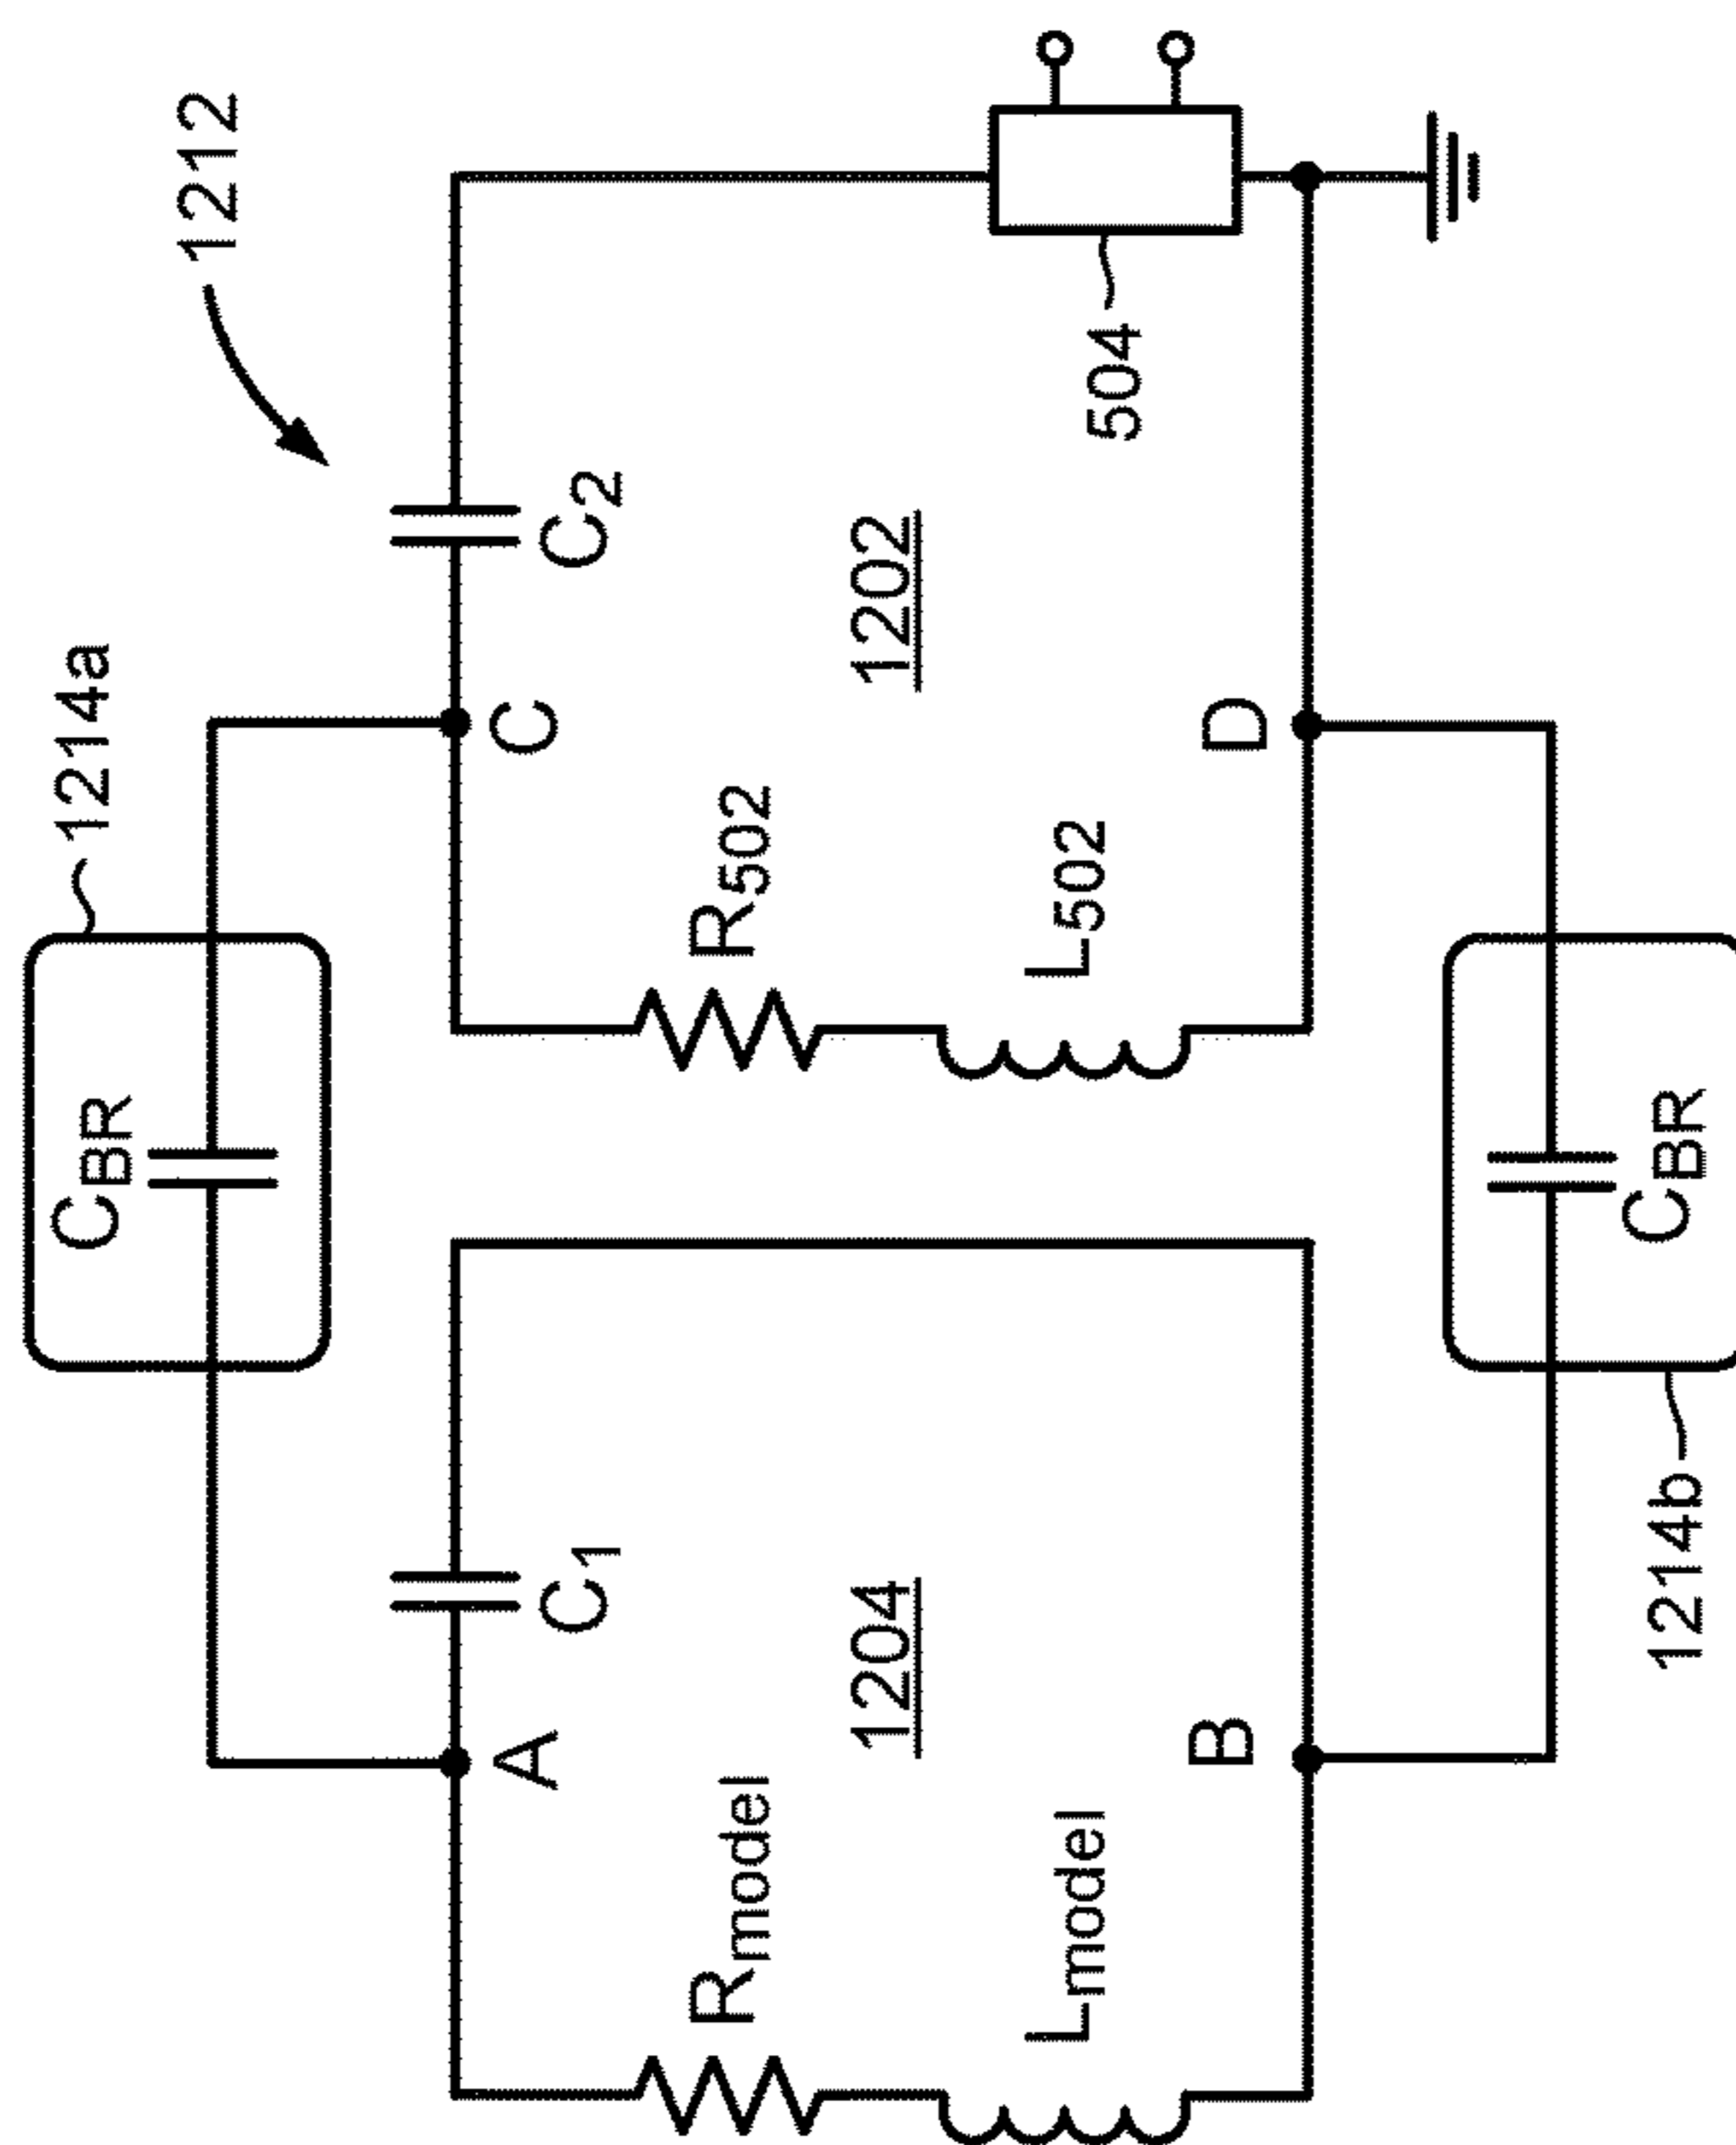 1212
1214a
C_BR
C
C₂
R₅₀₂
1202
L₅₀₂
504
D
A
C₁
R_model
1204
L_model
B
C_BR
1214b